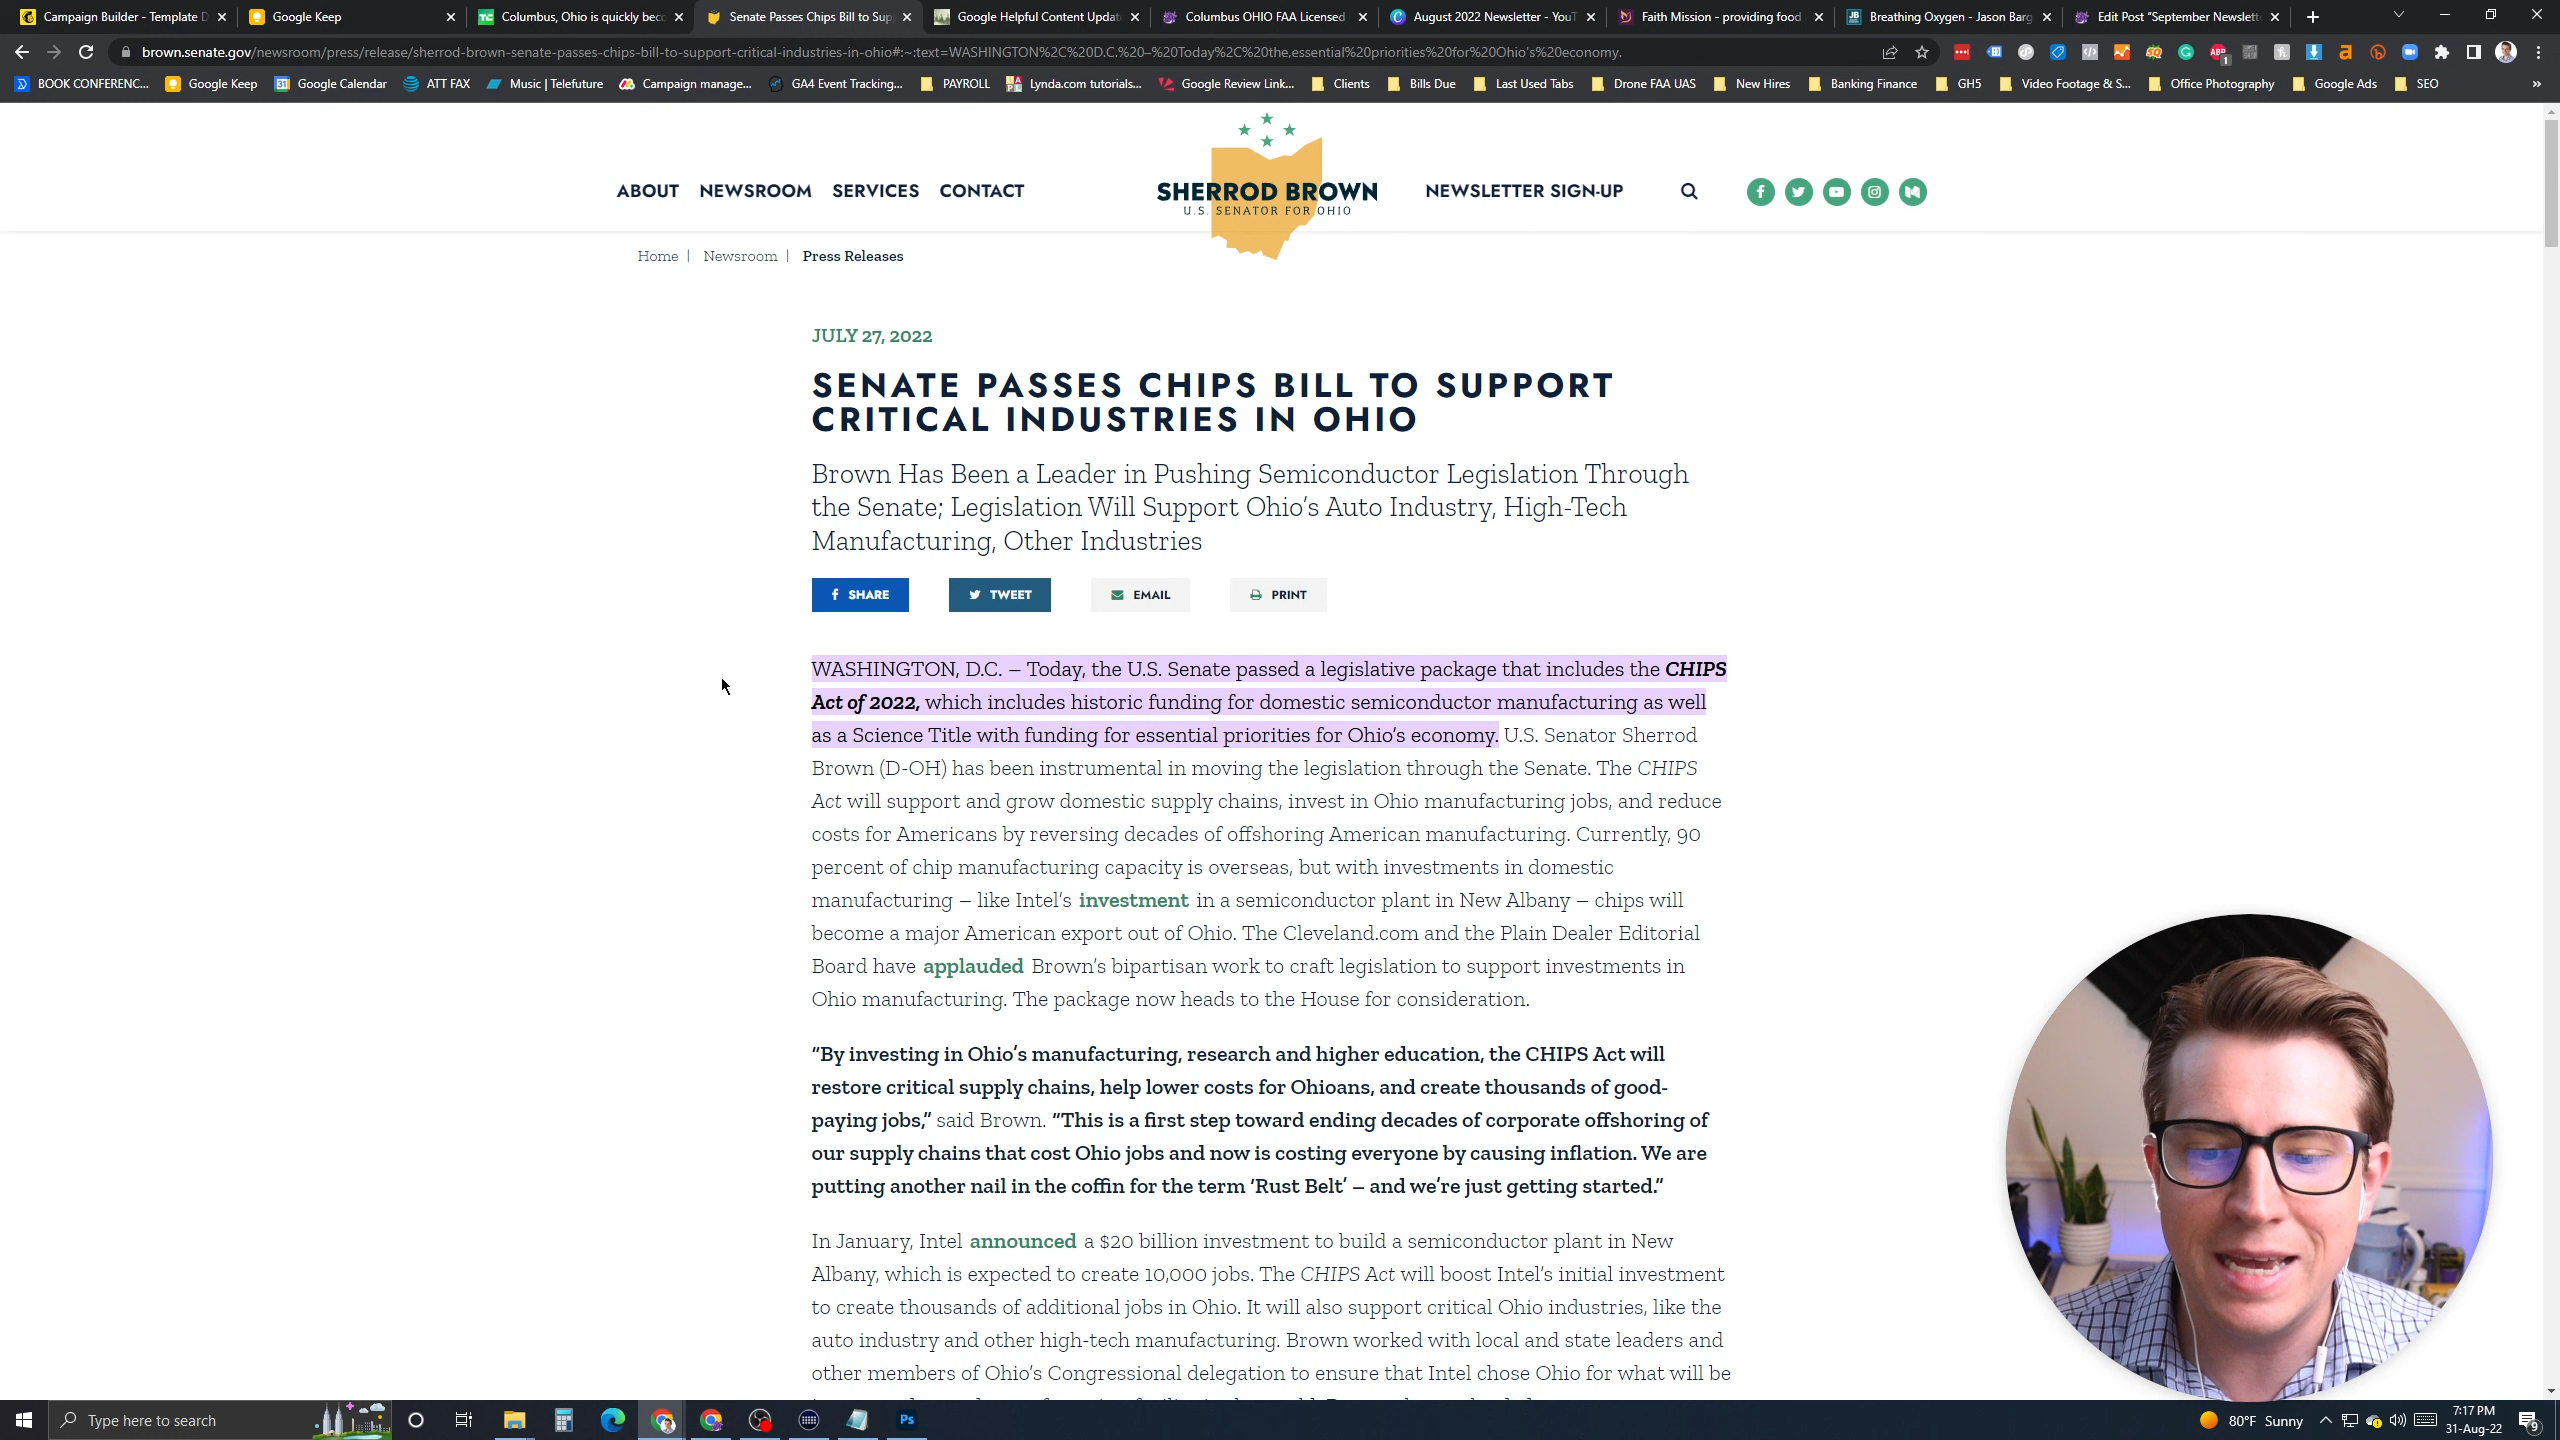 Campaign Builder - Template D
Google Keep
Columbus, Ohio is quickly beco
Senate Passes Chips Bill to Sup
Google Helpful Content Updat
Columbus OHIO FAA Licensed
August 2022 Newsletter - YouT
Faith Mission - providing food
Breathing Oxygen - Jason Barg
Edit Post "September Newslett
brown.senate.gov/newsroom/press/release/sherrod-brown-senate-passes-chips-bill-to-support-critical-industries-in-ohio#:~:text=WASHINGTON%2C%20D.C.%20–%20Today%2C%20the,essential%20priorities%20for%20Ohio's%20economy.
BOOK CONFERENC...
Google Keep
Google Calendar
ATT FAX
Music | Telefuture
Campaign manage...
GA4 Event Tracking...
PAYROLL
Lynda.com tutorials...
Google Review Link...
Clients
Bills Due
Last Used Tabs
Drone FAA UAS
New Hires
Banking Finance
GH5
Video Footage & S...
Office Photography
Google Ads
SEO
ABOUT NEWSROOM SERVICES CONTACT
SHERROD BROWN
U.S. SENATOR FOR OHIO
NEWSLETTER SIGN-UP
Home | Newsroom | Press Releases
JULY 27, 2022
SENATE PASSES CHIPS BILL TO SUPPORT
CRITICAL INDUSTRIES IN OHIO
Brown Has Been a Leader in Pushing Semiconductor Legislation Through
the Senate; Legislation Will Support Ohio's Auto Industry, High-Tech
Manufacturing, Other Industries
SHARE TWEET EMAIL PRINT
WASHINGTON, D.C. – Today, the U.S. Senate passed a legislative package that includes the CHIPS
Act of 2022, which includes historic funding for domestic semiconductor manufacturing as well
as a Science Title with funding for essential priorities for Ohio's economy. U.S. Senator Sherrod
Brown (D-OH) has been instrumental in moving the legislation through the Senate. The CHIPS
Act will support and grow domestic supply chains, invest in Ohio manufacturing jobs, and reduce
costs for Americans by reversing decades of offshoring American manufacturing. Currently, 90
percent of chip manufacturing capacity is overseas, but with investments in domestic
manufacturing – like Intel's investment in a semiconductor plant in New Albany – chips will
become a major American export out of Ohio. The Cleveland.com and the Plain Dealer Editorial
Board have applauded Brown's bipartisan work to craft legislation to support investments in
Ohio manufacturing. The package now heads to the House for consideration.
"By investing in Ohio's manufacturing, research and higher education, the CHIPS Act will
restore critical supply chains, help lower costs for Ohioans, and create thousands of good-
paying jobs," said Brown. "This is a first step toward ending decades of corporate offshoring of
our supply chains that cost Ohio jobs and now is costing everyone by causing inflation. We are
putting another nail in the coffin for the term 'Rust Belt' – and we're just getting started."
In January, Intel announced a $20 billion investment to build a semiconductor plant in New
Albany, which is expected to create 10,000 jobs. The CHIPS Act will boost Intel's initial investment
to create thousands of additional jobs in Ohio. It will also support critical Ohio industries, like the
auto industry and other high-tech manufacturing. Brown worked with local and state leaders and
other members of Ohio's Congressional delegation to ensure that Intel chose Ohio for what will be
Type here to search
Ps
80°F Sunny
7:17 PM
31-Aug-22
9